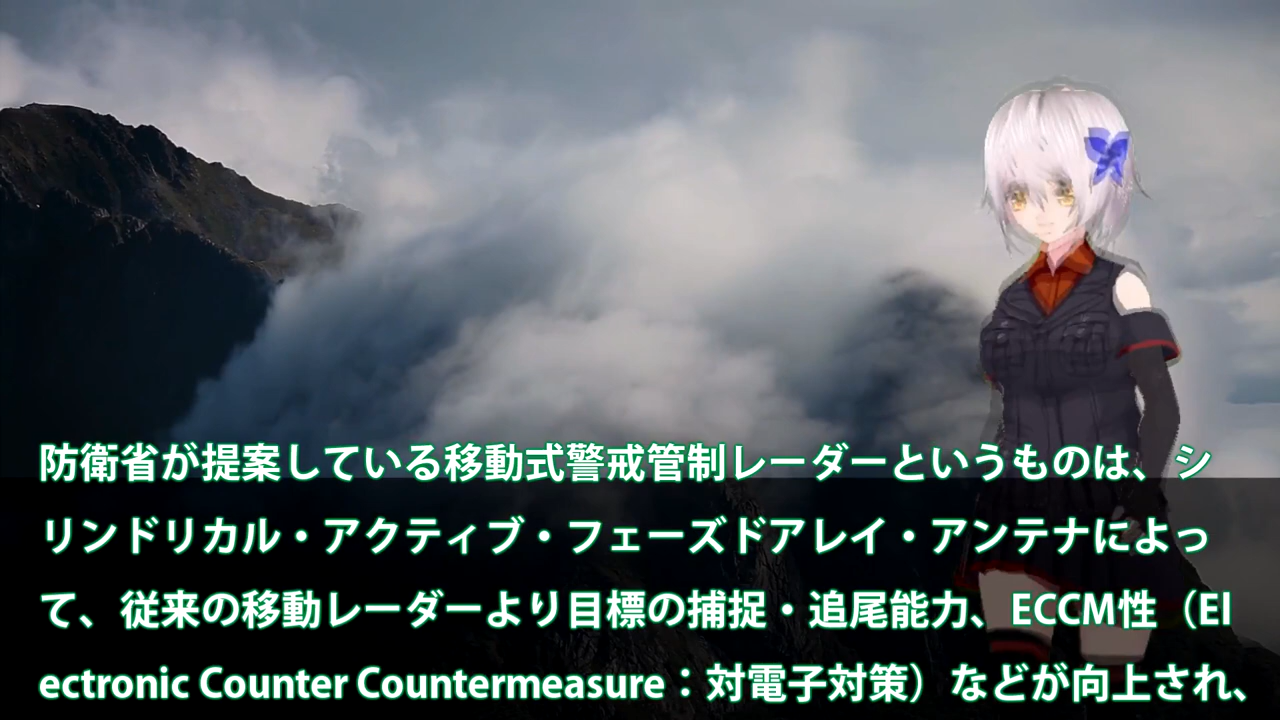 防衛省が提案している移動式警戒管制レーダーというものは、シ
リンドリカル・アクティブ・フェーズドアレイ・アンテナによっ
て、従来の移動レーダーより目標の捕捉・追尾能力、ECCM性（El
ectronic Counter Countermeasure：対電子対策）などが向上され、